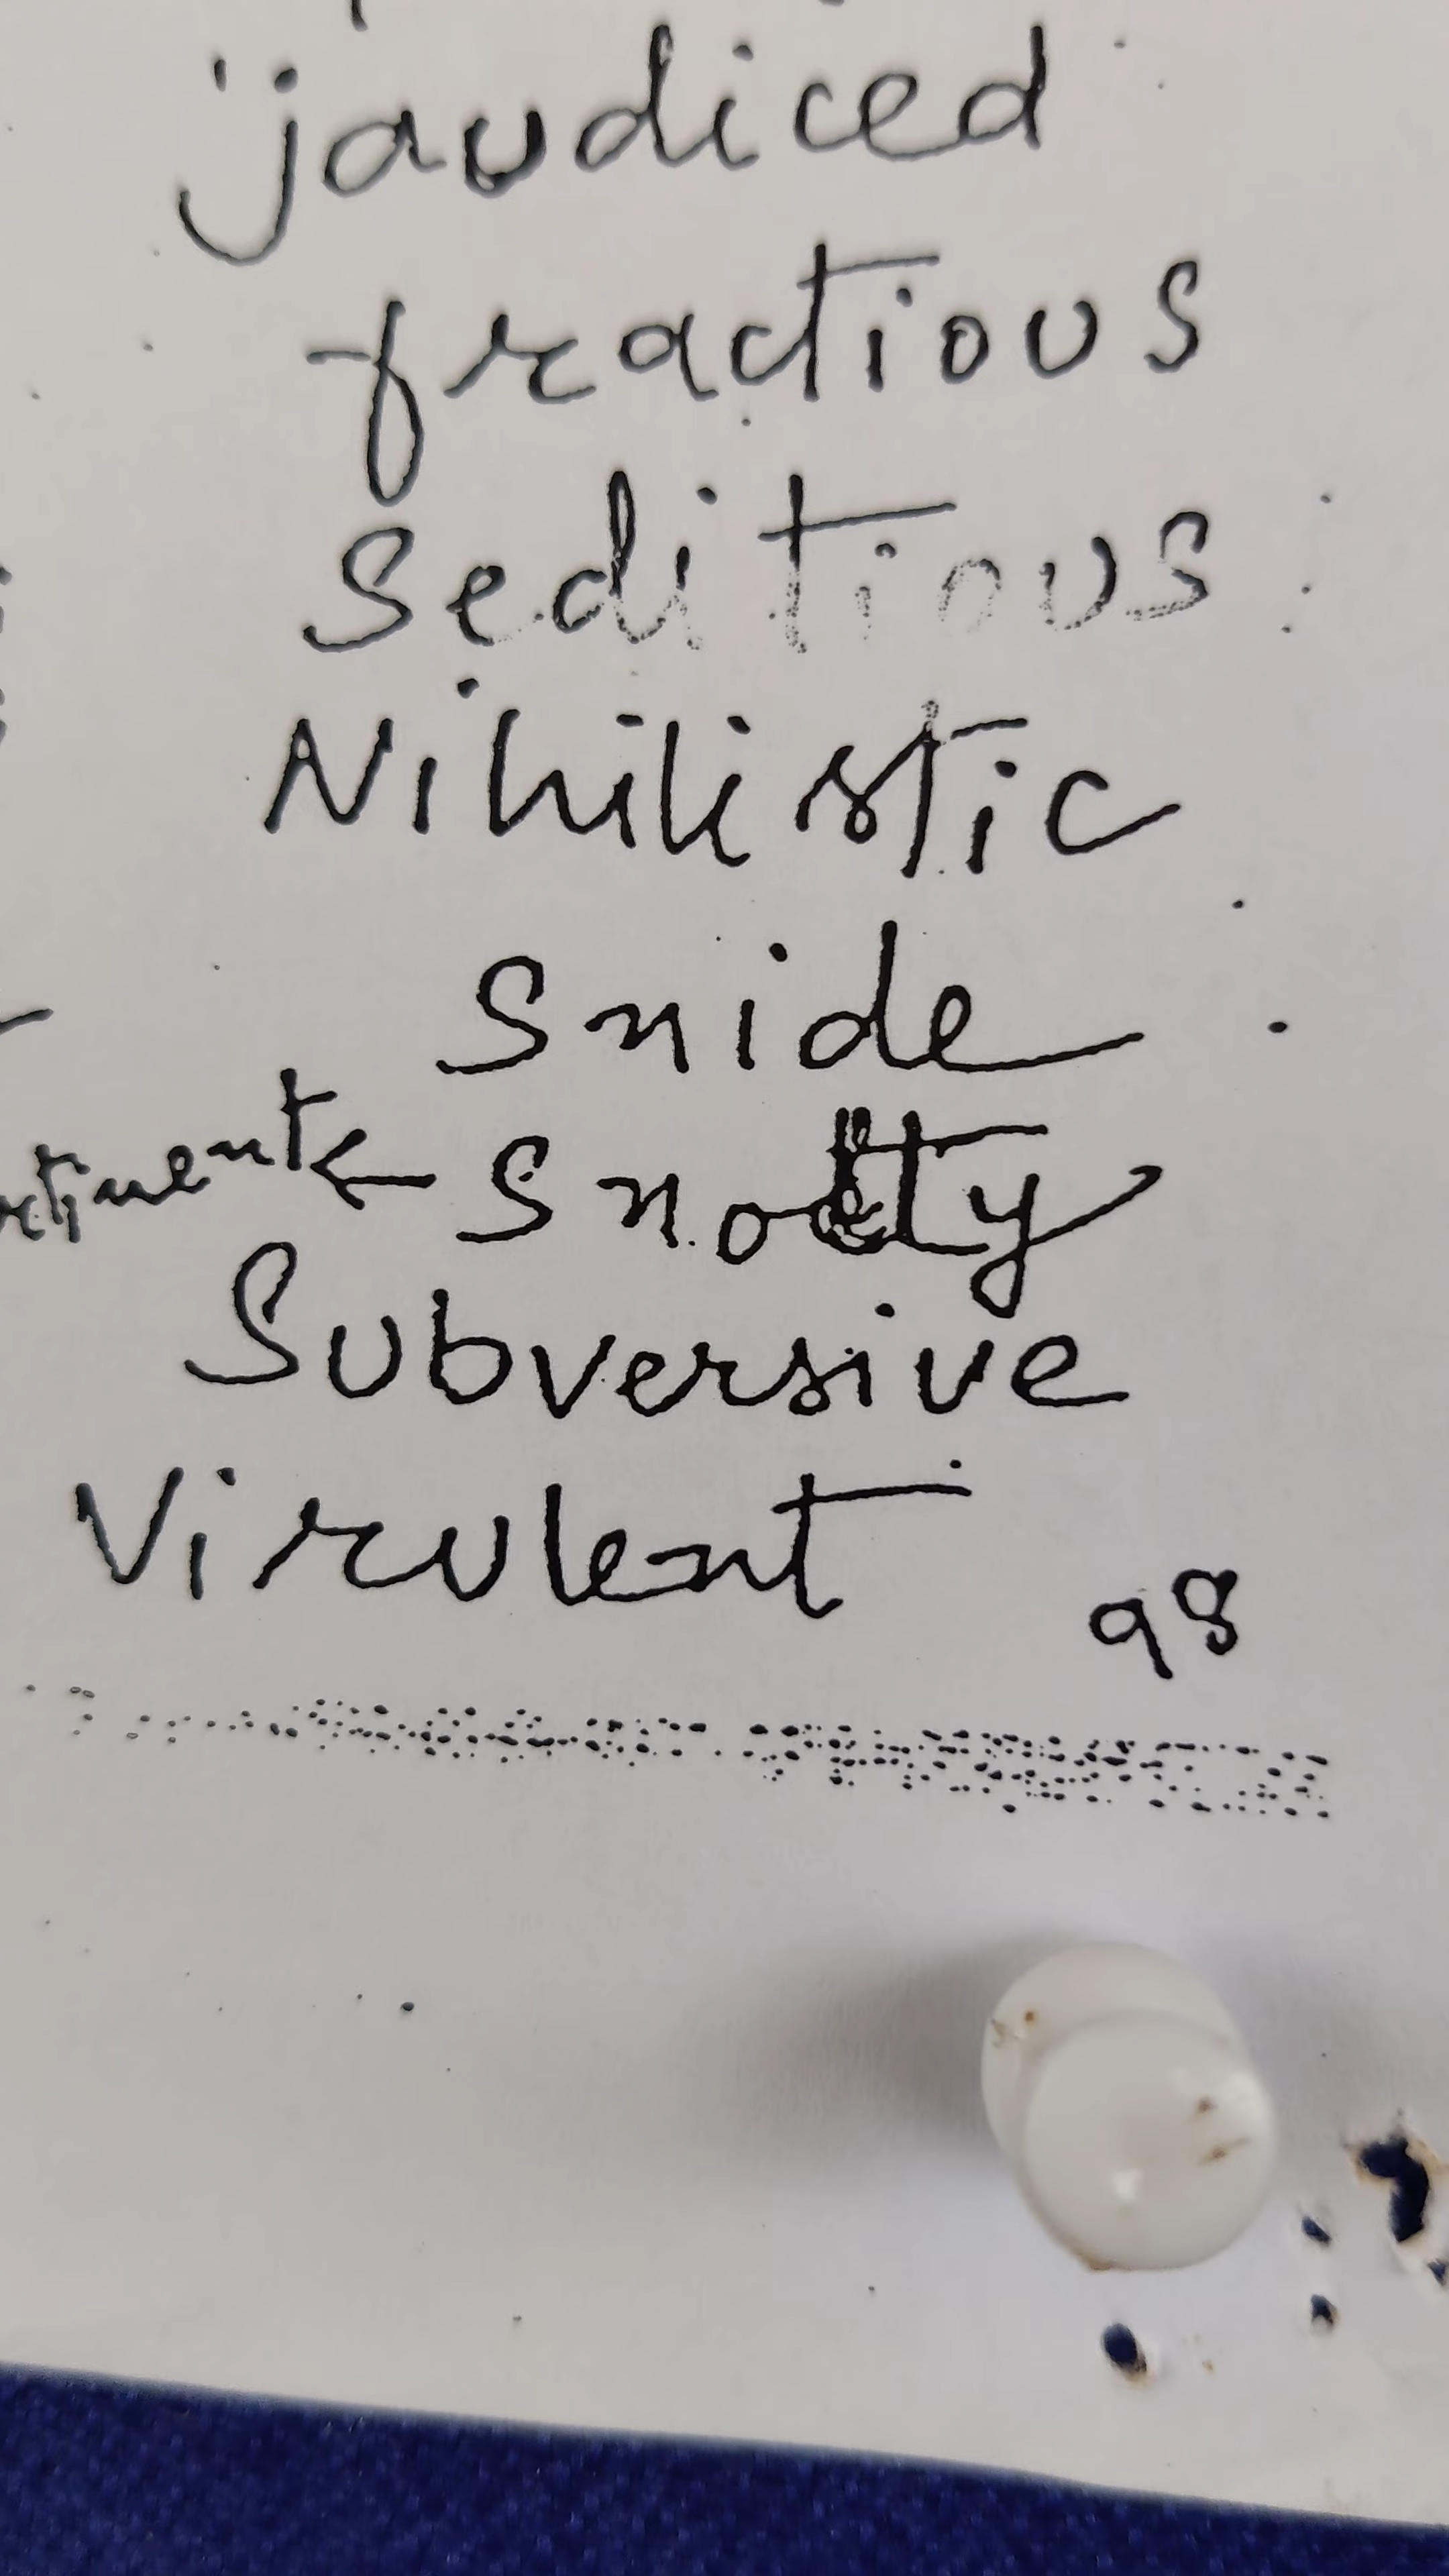 jaudiced
fractious
Seditious
Nihilistic
Snide
← Snotty
Subversive
Virulent
98